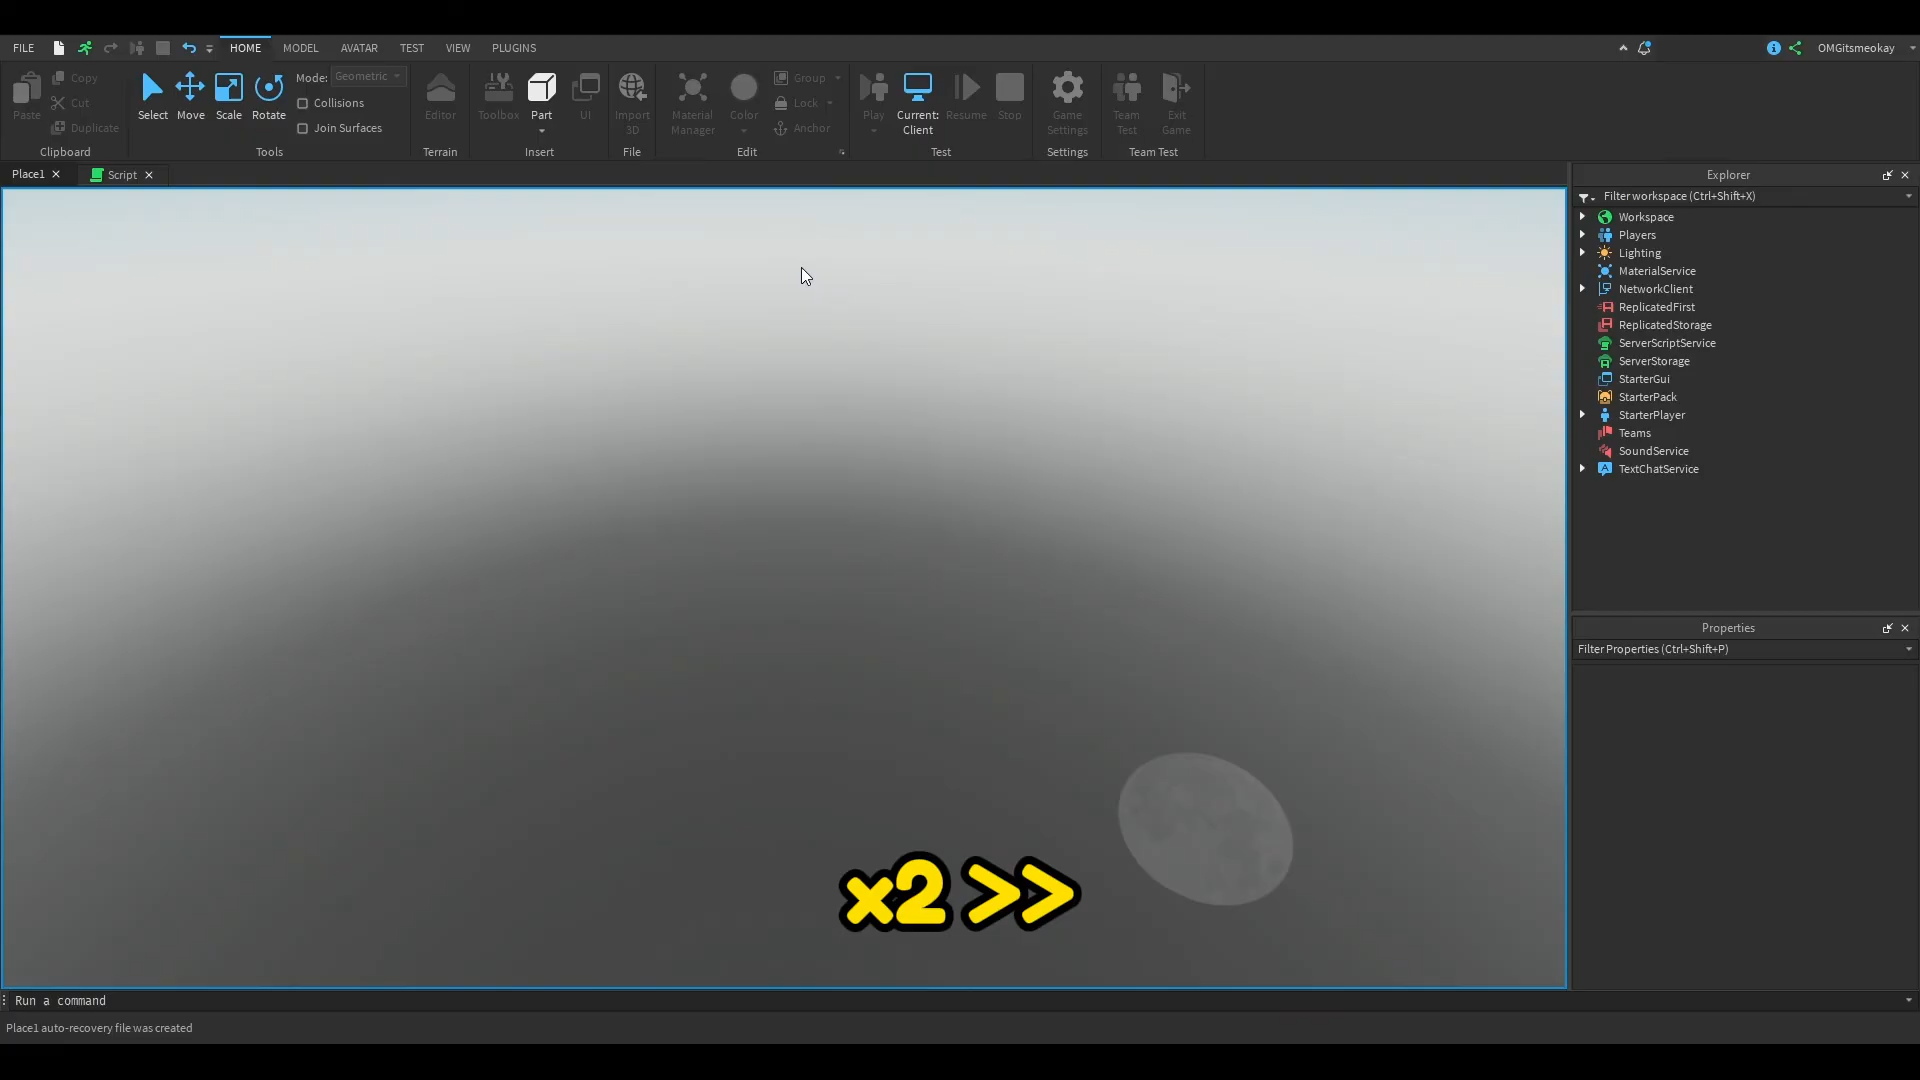 FILE HOME MODEL AVATAR TEST VIEW PLUGINS OMGitsmeokay
Paste Copy Cut Duplicate
Clipboard
Select Move Scale Rotate
Mode: Geometric
Collisions
Join Surfaces
Tools
Editor
Terrain
Toolbox Part UI
Insert
Import 3D
File
Material Manager Color Group Lock Anchor
Edit
Play Current: Client Resume Stop
Test
Game Settings
Settings
Team Test Exit Game
Team Test
Place1 Script
x2 >>
Run a command
Place1 auto-recovery file was created
Explorer
Filter workspace (Ctrl+Shift+X)
Workspace
Players
Lighting
MaterialService
NetworkClient
ReplicatedFirst
ReplicatedStorage
ServerScriptService
ServerStorage
StarterGui
StarterPack
StarterPlayer
Teams
SoundService
TextChatService
Properties
Filter Properties (Ctrl+Shift+P)